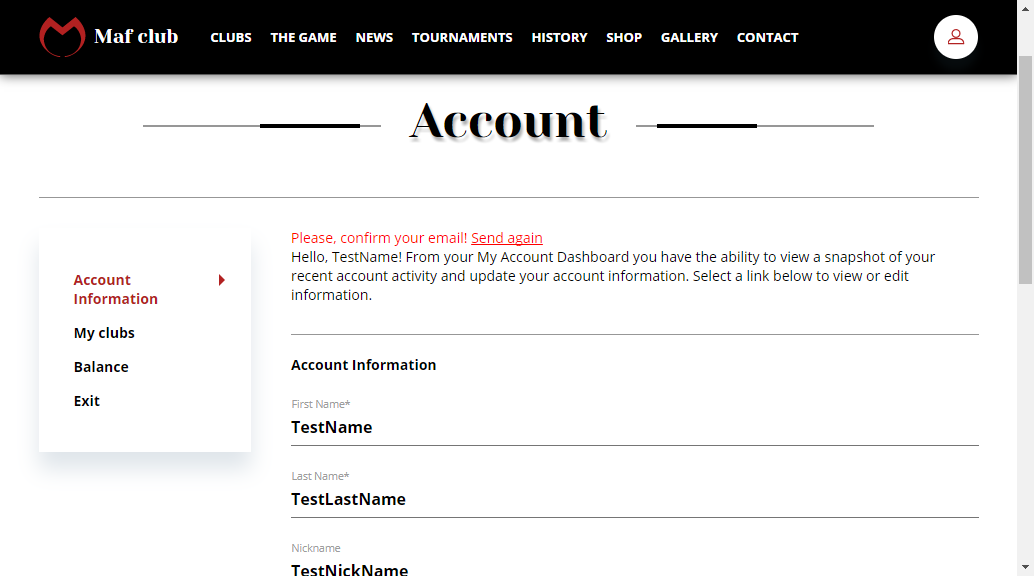 Maf club
CLUBS THE GAME NEWS TOURNAMENTS HISTORY SHOP GALLERY CONTACT
Account
Account
Information
My clubs
Balance
Exit
Please, confirm your email! Send again
Hello, TestName! From your My Account Dashboard you have the ability to view a snapshot of your
recent account activity and update your account information. Select a link below to view or edit
information.
Account Information
First Name*
TestName
Last Name*
TestLastName
Nickname
TestNickName